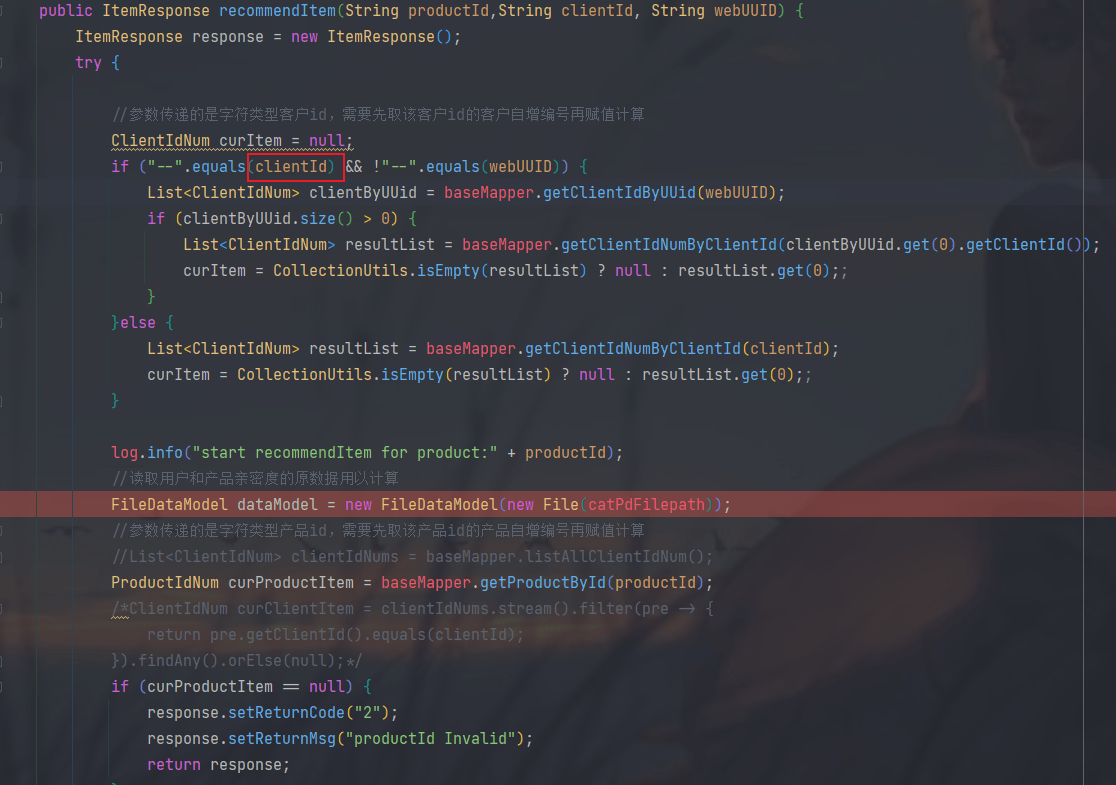 public ItemResponse recommendItem(String productId,String clientId, String webUUID) {
ItemResponse response = new ItemResponse();
try {
//参数传递的是字符类型客户id，需要先取该客户id的客户自增编号再赋值计算
ClientIdNum curItem = null;
if ("--".equals(clientId) && !"--".equals(webUUID)) {
List<ClientIdNum> clientByUUid = baseMapper.getClientIdByUUid(webUUID);
if (clientByUUid.size() > 0) {
List<ClientIdNum> resultList = baseMapper.getClientIdNumByClientId(clientByUUid.get(0).getClientId());
curItem = CollectionUtils.isEmpty(resultList) ? null : resultList.get(0);;
}
}else {
List<ClientIdNum> resultList = baseMapper.getClientIdNumByClientId(clientId);
curItem = CollectionUtils.isEmpty(resultList) ? null : resultList.get(0);;
}
log.info("start recommendItem for product:" + productId);
//读取用户和产品亲密度的原数据用以计算
FileDataModel dataModel = new FileDataModel(new File(catPdFilepath));
//参数传递的是字符类型产品id，需要先取该产品id的产品自增编号再赋值计算
//List<ClientIdNum> clientIdNums = baseMapper.listAllClientIdNum();
ProductIdNum curProductItem = baseMapper.getProductById(productId);
/*ClientIdNum curClientItem = clientIdNums.stream().filter(pre -> {
return pre.getClientId().equals(clientId);
}).findAny().orElse(null);*/
if (curProductItem == null) {
response.setReturnCode("2");
response.setReturnMsg("productId Invalid");
return response;